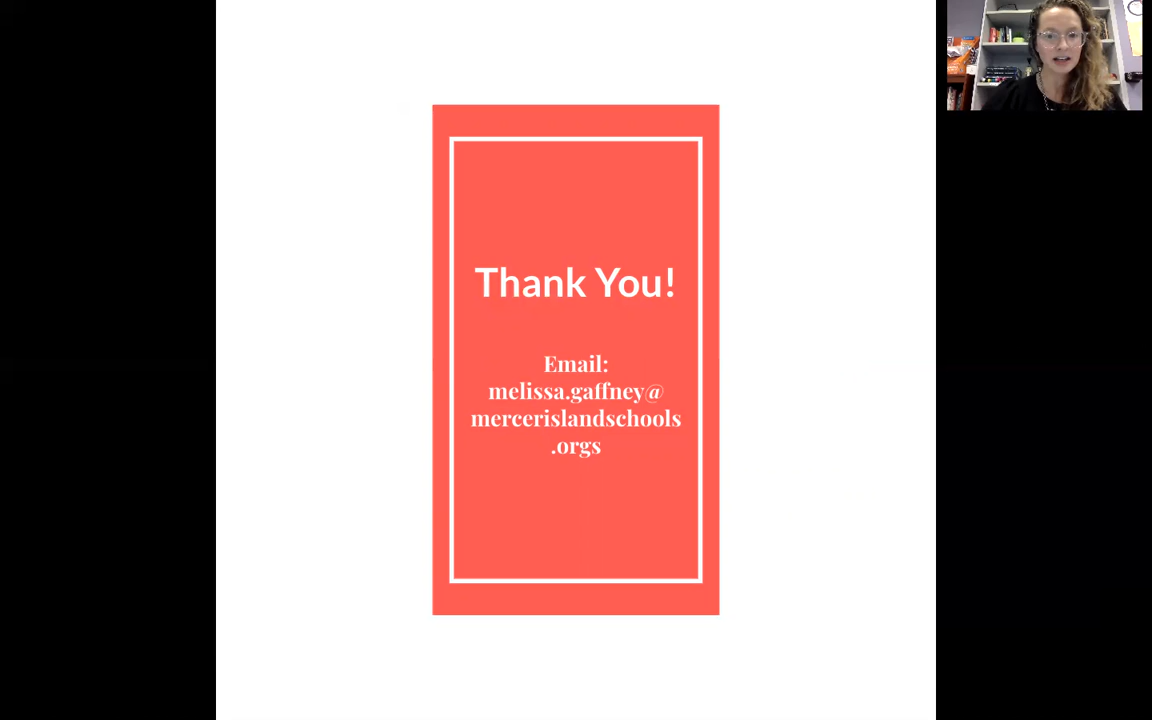 Thank You!
Email:
melissa.gaffney@
mercerislandschools
.orgs